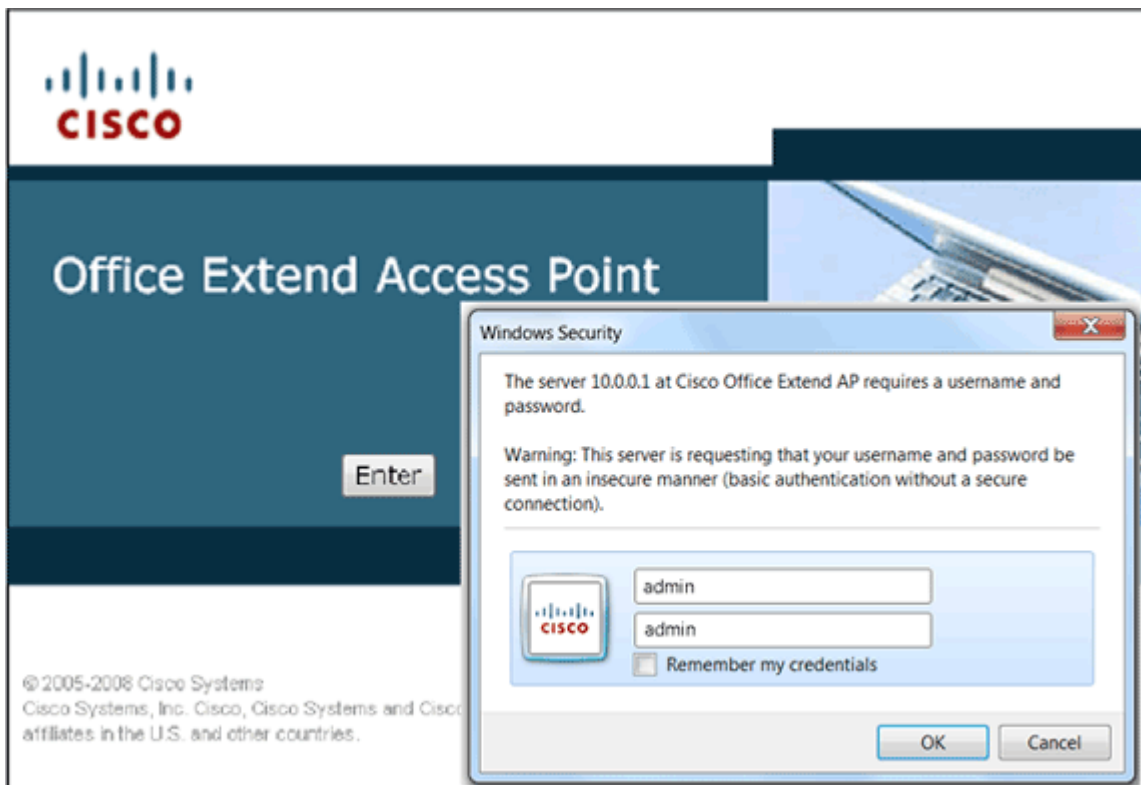 CISCO
Office Extend Access Point
Enter
© 2005-2008 Cisco Systems
Cisco Systems, Inc. Cisco, Cisco Systems and Cisc
affiliates in the U.S. and other countries.
Windows Security
The server 10.0.0.1 at Cisco Office Extend AP requires a username and
password.
Warning: This server is requesting that your username and password be
sent in an insecure manner (basic authentication without a secure
connection).
CISCO
admin
admin
Remember my credentials
OK
Cancel